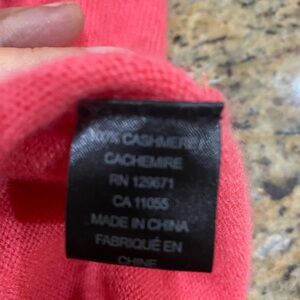 100% CASHMERE/
CACHEMIRE
RN 129671
CA 11055
MADE IN CHINA
FABRIQUÉ EN
CHINE